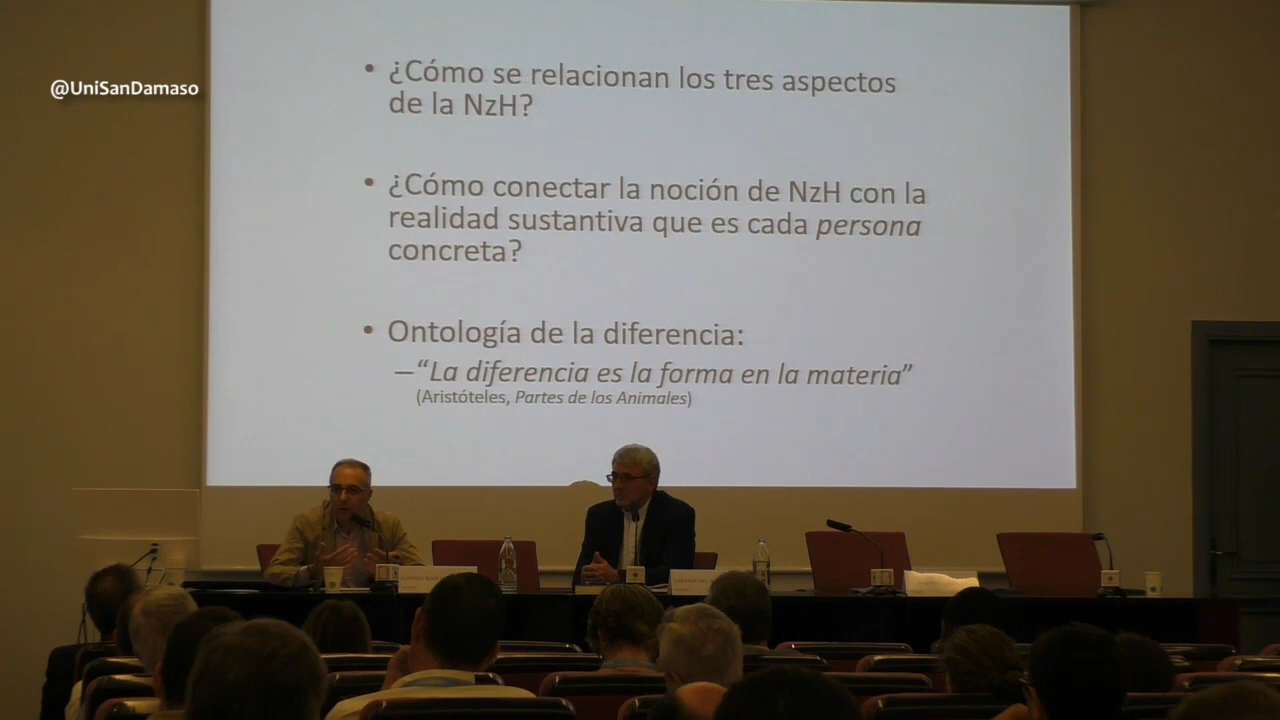 @UniSanDamaso
• ¿Cómo se relacionan los tres aspectos
de la NzH?
• ¿Cómo conectar la noción de NzH con la
realidad sustantiva que es cada persona
concreta?
• Ontología de la diferencia:
–“La diferencia es la forma en la materia”
(Aristóteles, Partes de los Animales)